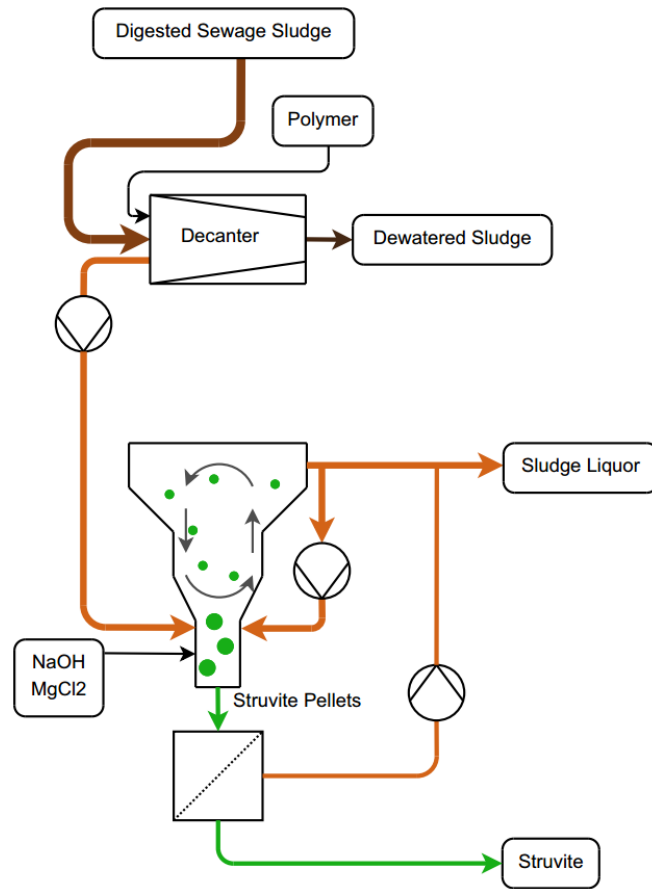 Digested Sewage Sludge
Polymer
Decanter
Dewatered Sludge
Sludge Liquor
NaOH
MgCl2
Struvite Pellets
Struvite